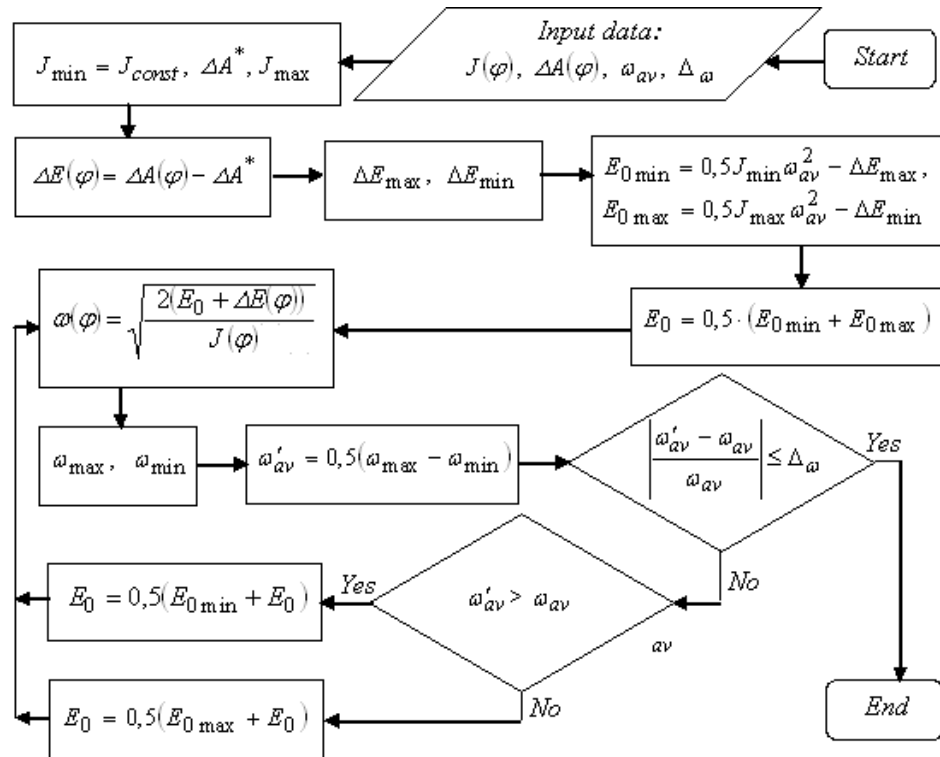 Start
Input data:
J(φ), ΔA(φ), ω_av, Δ_ω
J_min = J_const, ΔA*, J_max
ΔE(φ) = ΔA(φ) − ΔA*
ΔE_max, ΔE_min
E_0 min = 0,5J_min ω_av^2 − ΔE_max,
E_0 max = 0,5J_max ω_av^2 − ΔE_min
E_0 = 0,5·(E_0 min + E_0 max)
ω(φ) = √(2(E_0 + ΔE(φ)) / J(φ))
ω_max, ω_min
ω′_av = 0,5(ω_max − ω_min)
|(ω′_av − ω_av) / ω_av| ≤ Δ_ω
Yes
No
ω′_av > ω_av
av
Yes
E_0 = 0,5(E_0 min + E_0)
No
E_0 = 0,5(E_0 max + E_0)
End